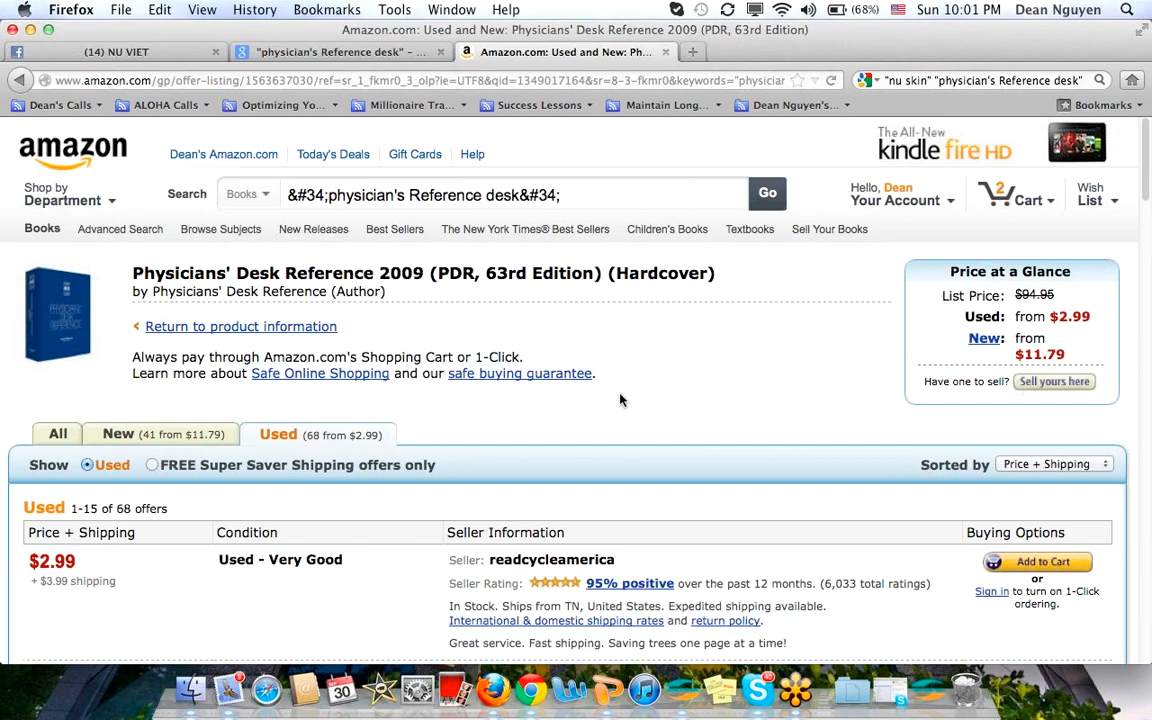 Firefox File Edit View History Bookmarks Tools Window Help (68%) Sun 10:01 PM Dean Nguyen
Amazon.com: Used and New: Physicians' Desk Reference 2009 (PDR, 63rd Edition)
(14) NU VIET "physician's Reference desk" – ... Amazon.com: Used and New: Ph...
www.amazon.com/gp/offer-listing/1563637030/ref=sr_1_fkmr0_3_olp?ie=UTF8&qid=1349017164&sr=8-3-fkmr0&keywords="physiciar "nu skin" "physician's Reference desk"
Dean's Calls ALOHA Calls Optimizing Yo... Millionaire Tra... Success Lessons Maintain Long... Dean Nguyen's... Bookmarks
amazon
Dean's Amazon.com Today's Deals Gift Cards Help
The All-New
kindle fire HD
Shop by
Department
Search Books &#34;physician's Reference desk&#34; Go
Hello, Dean
Your Account
2
Cart
Wish
List
Books Advanced Search Browse Subjects New Releases Best Sellers The New York Times® Best Sellers Children's Books Textbooks Sell Your Books
Physicians' Desk Reference 2009 (PDR, 63rd Edition) (Hardcover)
by Physicians' Desk Reference (Author)
Return to product information
Always pay through Amazon.com's Shopping Cart or 1-Click.
Learn more about Safe Online Shopping and our safe buying guarantee.
Price at a Glance
List Price: $94.95
Used: from $2.99
New: from
$11.79
Have one to sell? Sell yours here
All New (41 from $11.79) Used (68 from $2.99)
Show Used FREE Super Saver Shipping offers only Sorted by Price + Shipping
Used 1-15 of 68 offers
Price + Shipping Condition Seller Information Buying Options
$2.99
+ $3.99 shipping
Used - Very Good
Seller: readcycleamerica
Seller Rating: 95% positive over the past 12 months. (6,033 total ratings)
In Stock. Ships from TN, United States. Expedited shipping available.
International & domestic shipping rates and return policy.
Great service. Fast shipping. Saving trees one page at a time!
Add to Cart
or
Sign in to turn on 1-Click
ordering.
30